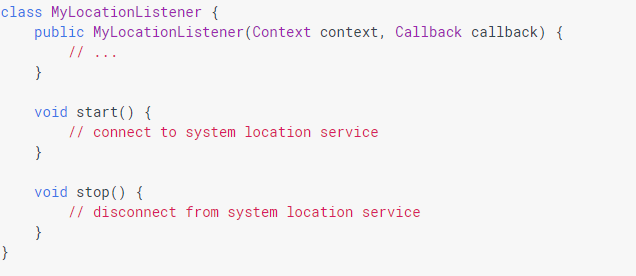 class MyLocationListener {
    public MyLocationListener(Context context, Callback callback) {
        // ...
    }
    void start() {
        // connect to system location service
    }
    void stop() {
        // disconnect from system location service
    }
}